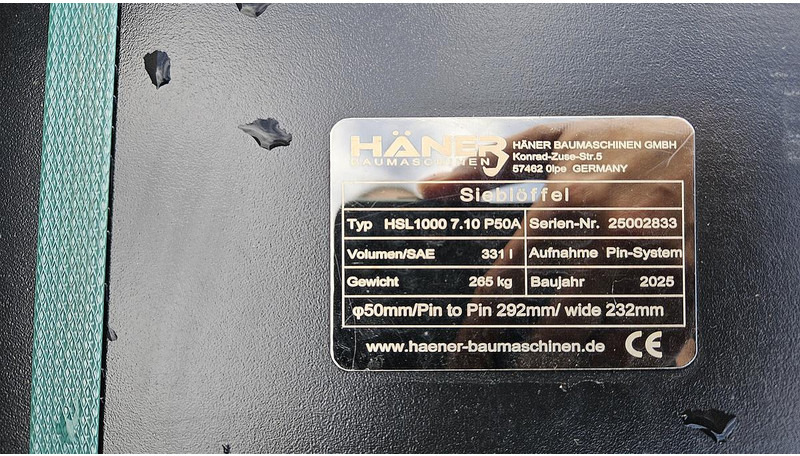 HÄNER
BAUMASCHINEN
HÄNER BAUMASCHINEN GMBH
Konrad-Zuse-Str.5
57462 Olpe GERMANY
Sieblöffel
Typ HSL1000 7.10 P50A Serien-Nr. 25002833
Volumen/SAE 331 l Aufnahme Pin-System
Gewicht 265 kg Baujahr 2025
φ50mm/Pin to Pin 292mm/ wide 232mm
www.haener-baumaschinen.de CE